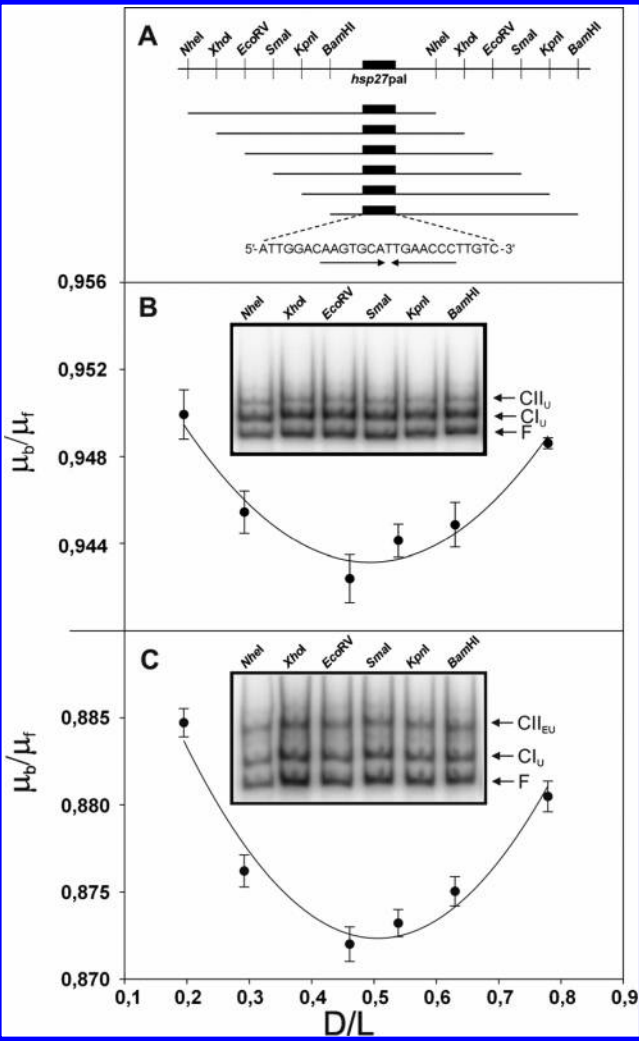 A
NheI XhoI EcoRV SmaI KpnI BamHI NheI XhoI EcoRV SmaI KpnI BamHI
hsp27pal
5'-ATTGGACAAGTGCATTGAACCCTTGTC-3'
0,956
B
NheI XhoI EcoRV SmaI KpnI BamHI
0,952
CIIU
CIU
F
μb/μf
0,948
0,944
C
NheI XhoI EcoRV SmaI KpnI BamHI
0,885
CIIEU
CIU
F
μb/μf
0,880
0,875
0,870
0,1 0,2 0,3 0,4 0,5 0,6 0,7 0,8 0,9
D/L